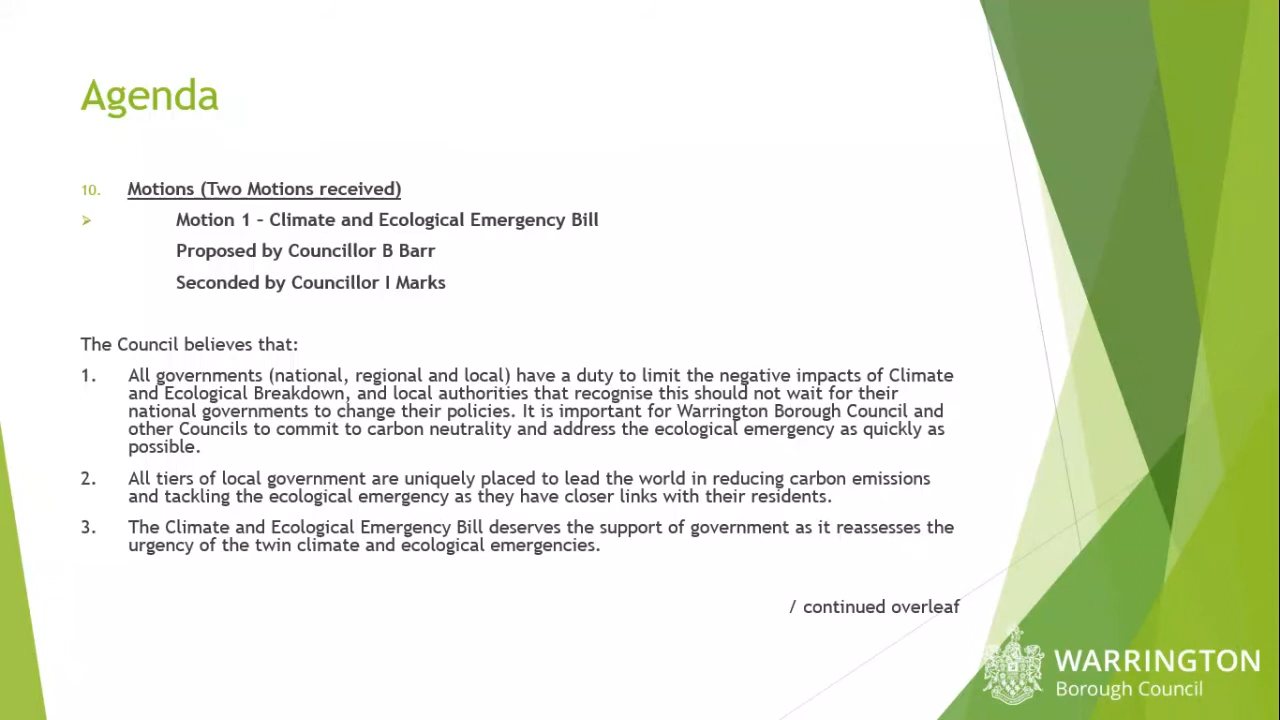 Agenda
10. Motions (Two Motions received)
Motion 1 – Climate and Ecological Emergency Bill
Proposed by Councillor B Barr
Seconded by Councillor I Marks
The Council believes that:
1. All governments (national, regional and local) have a duty to limit the negative impacts of Climate
and Ecological Breakdown, and local authorities that recognise this should not wait for their
national governments to change their policies. It is important for Warrington Borough Council and
other Councils to commit to carbon neutrality and address the ecological emergency as quickly as
possible.
2. All tiers of local government are uniquely placed to lead the world in reducing carbon emissions
and tackling the ecological emergency as they have closer links with their residents.
3. The Climate and Ecological Emergency Bill deserves the support of government as it reassesses the
urgency of the twin climate and ecological emergencies.
/ continued overleaf
WARRINGTON
Borough Council